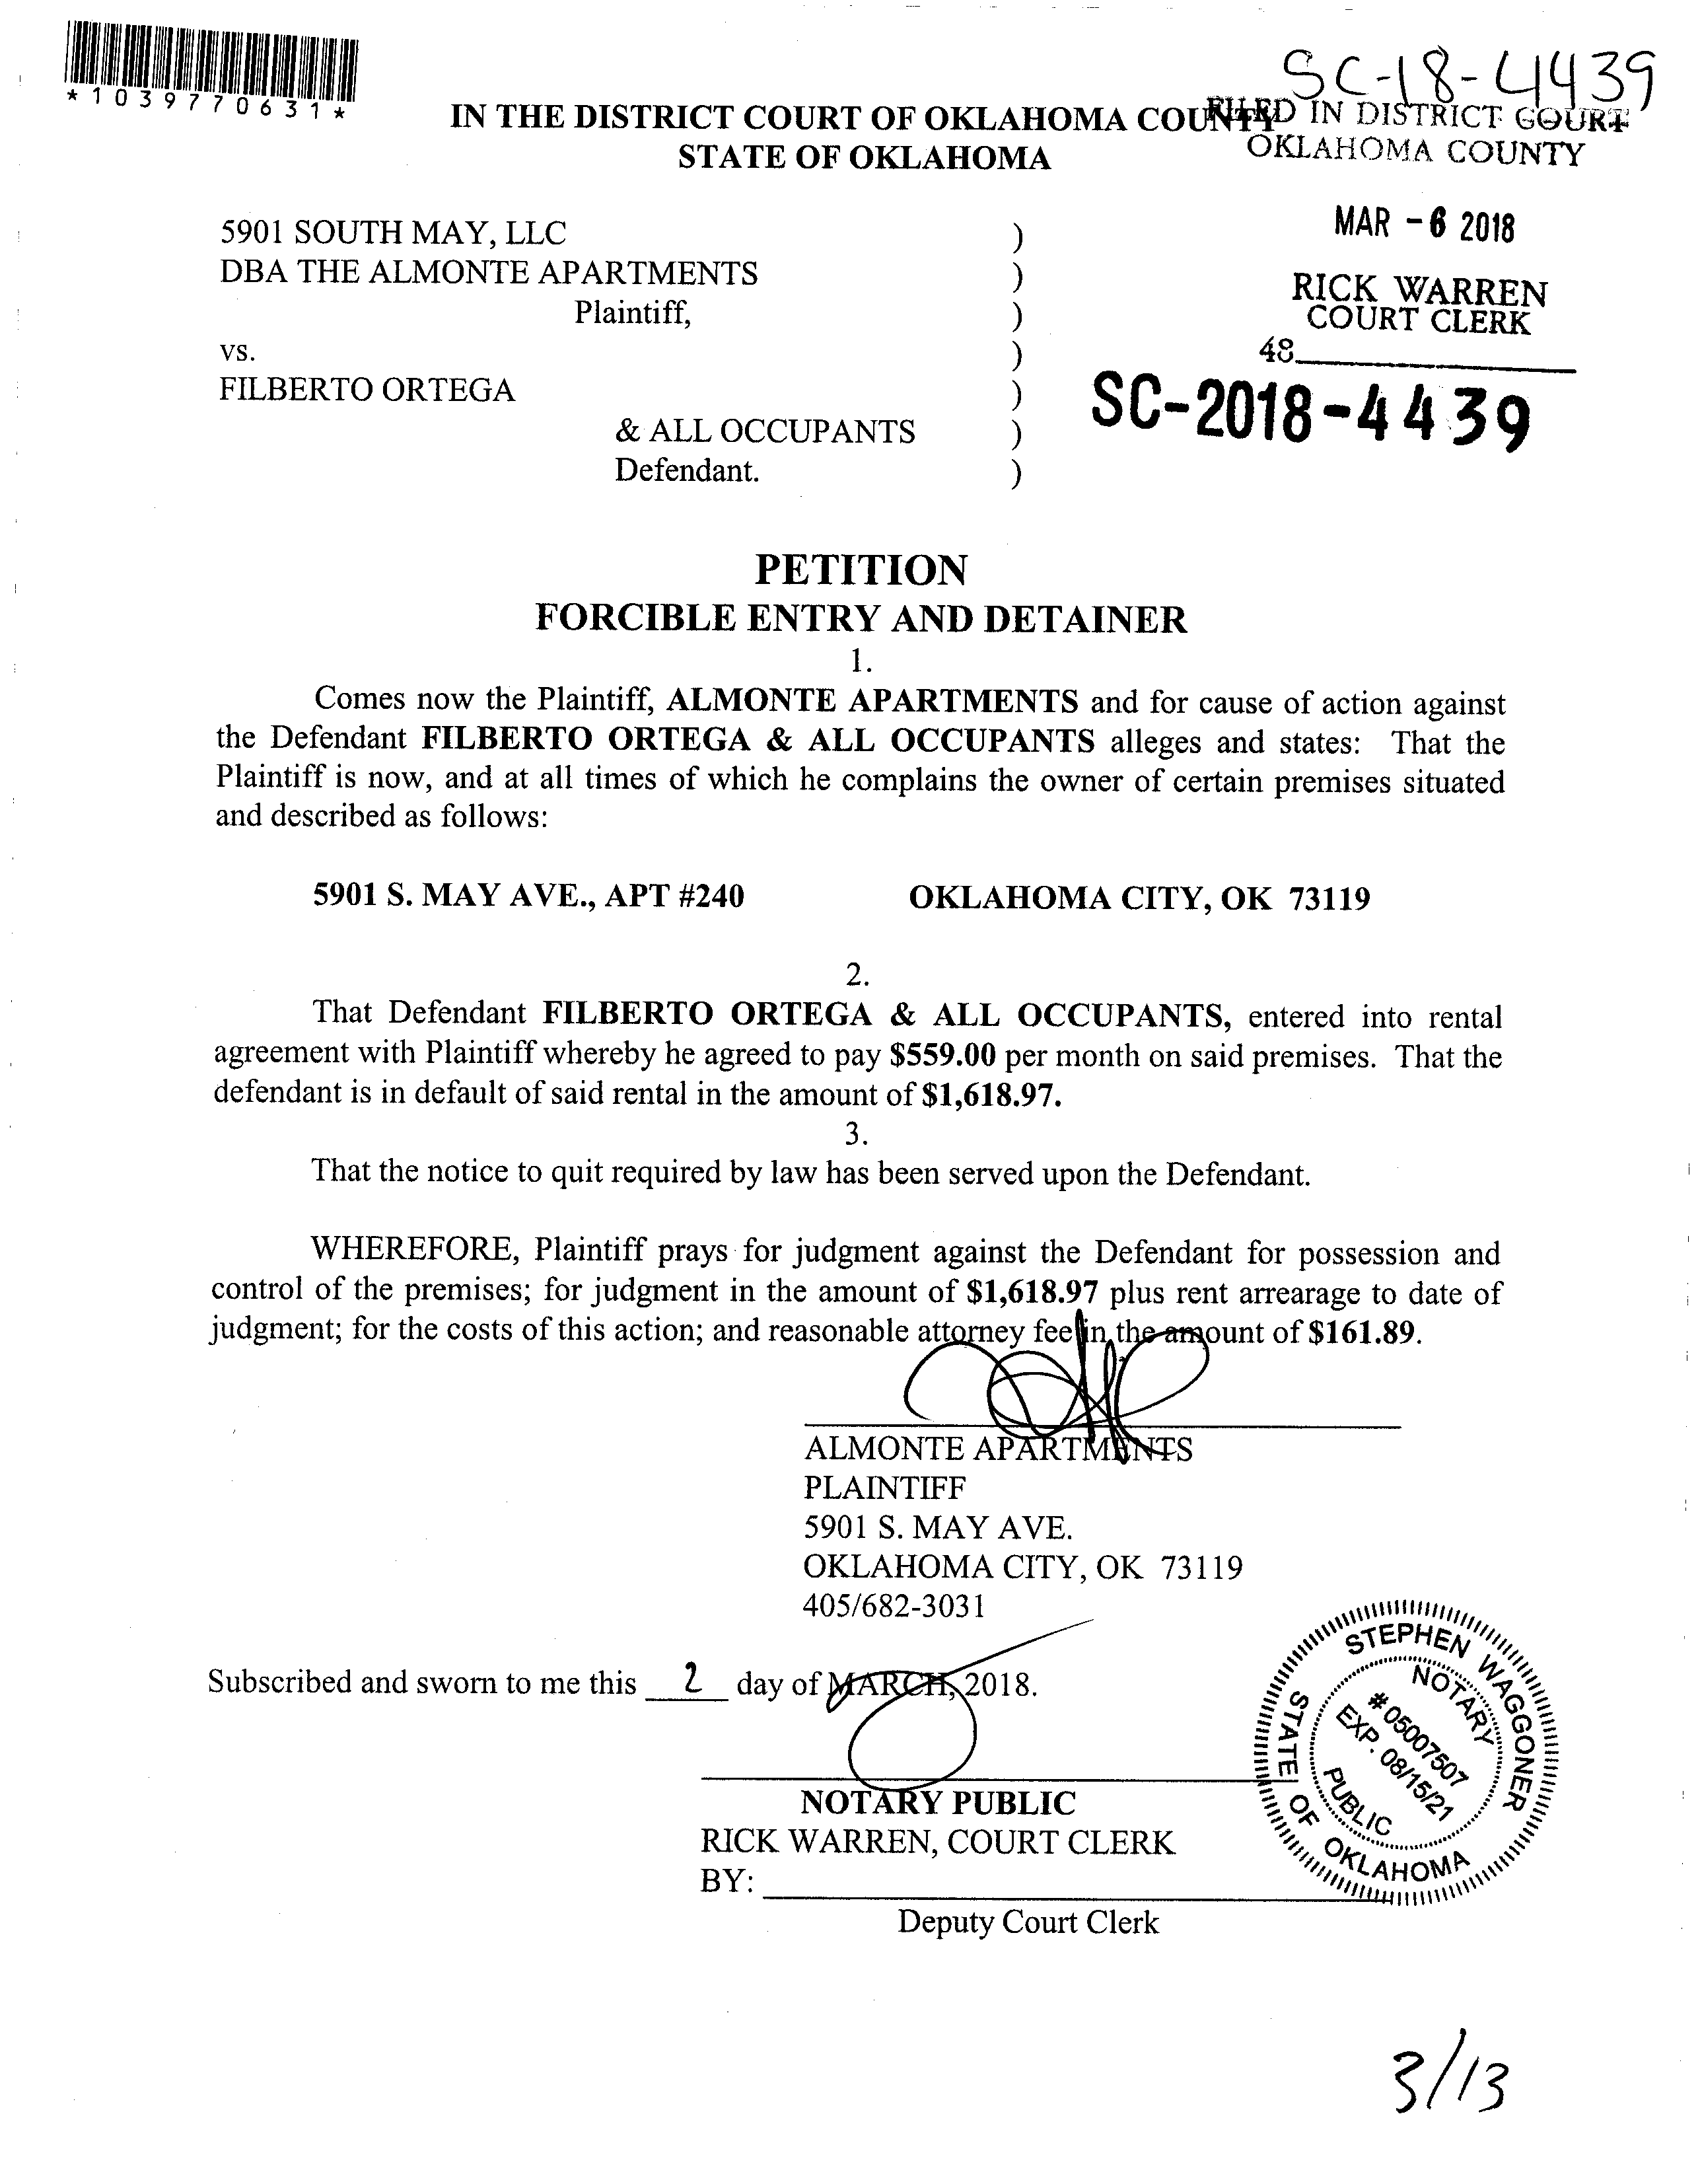 SC-18-4439
*1039770631*
IN THE DISTRICT COURT OF OKLAHOMA COUNTY
STATE OF OKLAHOMA
FILED IN DISTRICT COURT
OKLAHOMA COUNTY
MAR - 6 2018
RICK WARREN
COURT CLERK
48
SC-2018-4439
5901 SOUTH MAY, LLC )
DBA THE ALMONTE APARTMENTS )
Plaintiff, )
vs. )
FILBERTO ORTEGA )
& ALL OCCUPANTS )
Defendant. )
PETITION
FORCIBLE ENTRY AND DETAINER
1.
Comes now the Plaintiff, ALMONTE APARTMENTS and for cause of action against
the Defendant FILBERTO ORTEGA & ALL OCCUPANTS alleges and states: That the
Plaintiff is now, and at all times of which he complains the owner of certain premises situated
and described as follows:
5901 S. MAY AVE., APT #240 OKLAHOMA CITY, OK 73119
2.
That Defendant FILBERTO ORTEGA & ALL OCCUPANTS, entered into rental
agreement with Plaintiff whereby he agreed to pay $559.00 per month on said premises. That the
defendant is in default of said rental in the amount of $1,618.97.
3.
That the notice to quit required by law has been served upon the Defendant.
WHEREFORE, Plaintiff prays for judgment against the Defendant for possession and
control of the premises; for judgment in the amount of $1,618.97 plus rent arrearage to date of
judgment; for the costs of this action; and reasonable attorney fee in the amount of $161.89.
ALMONTE APARTMENTS
PLAINTIFF
5901 S. MAY AVE.
OKLAHOMA CITY, OK 73119
405/682-3031
Subscribed and sworn to me this 2 day of MARCH, 2018.
NOTARY PUBLIC
RICK WARREN, COURT CLERK
BY:
Deputy Court Clerk
STEPHEN WAGGONER
STATE OF OKLAHOMA
NOTARY
# 05007507
EXP. 08/15/21
PUBLIC
3/13